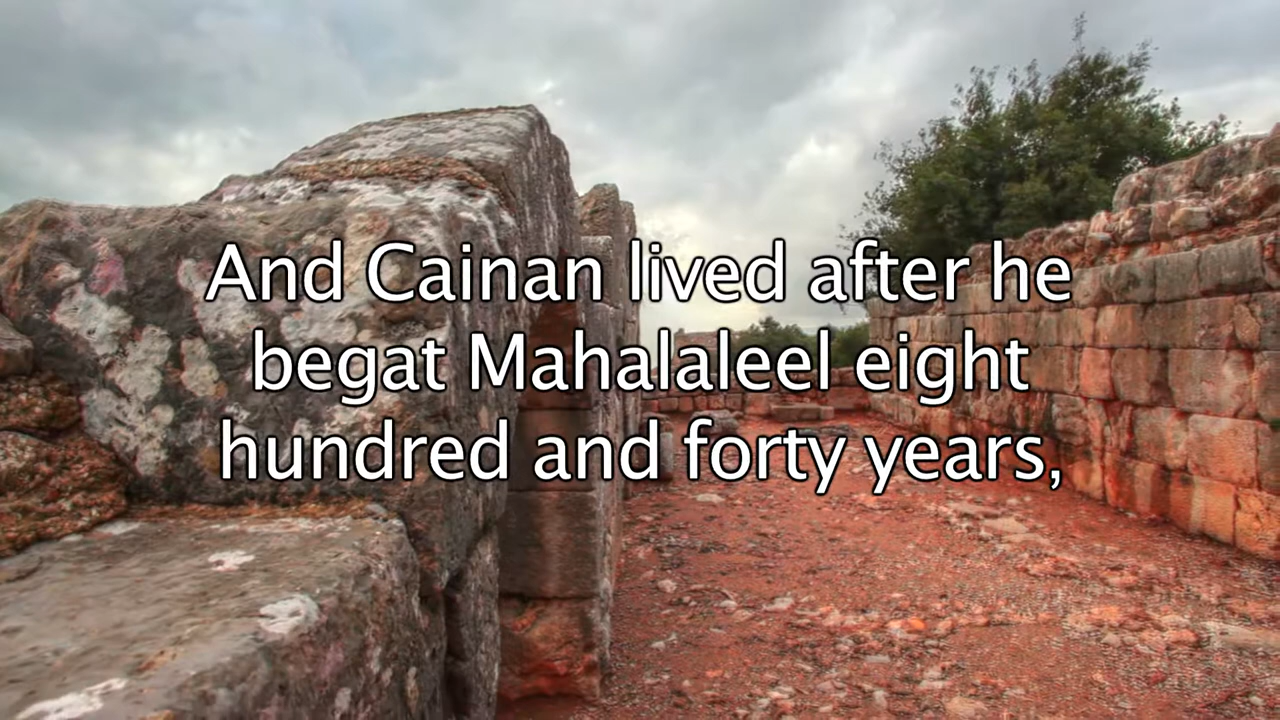 And Cainan lived after he
begat Mahalaleel eight
hundred and forty years,